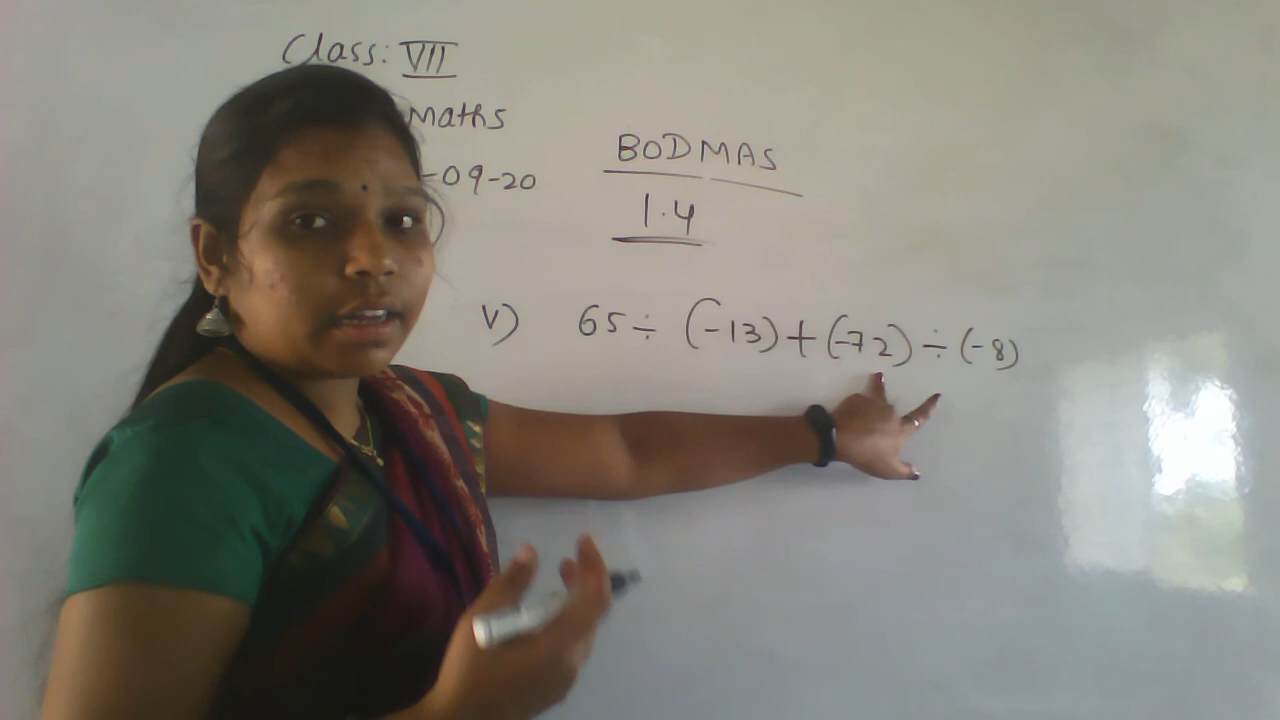 Class: VII
Maths
-09-20
BODMAS
1.4
V) 65 ÷ (-13) + (-72) ÷ (-8)